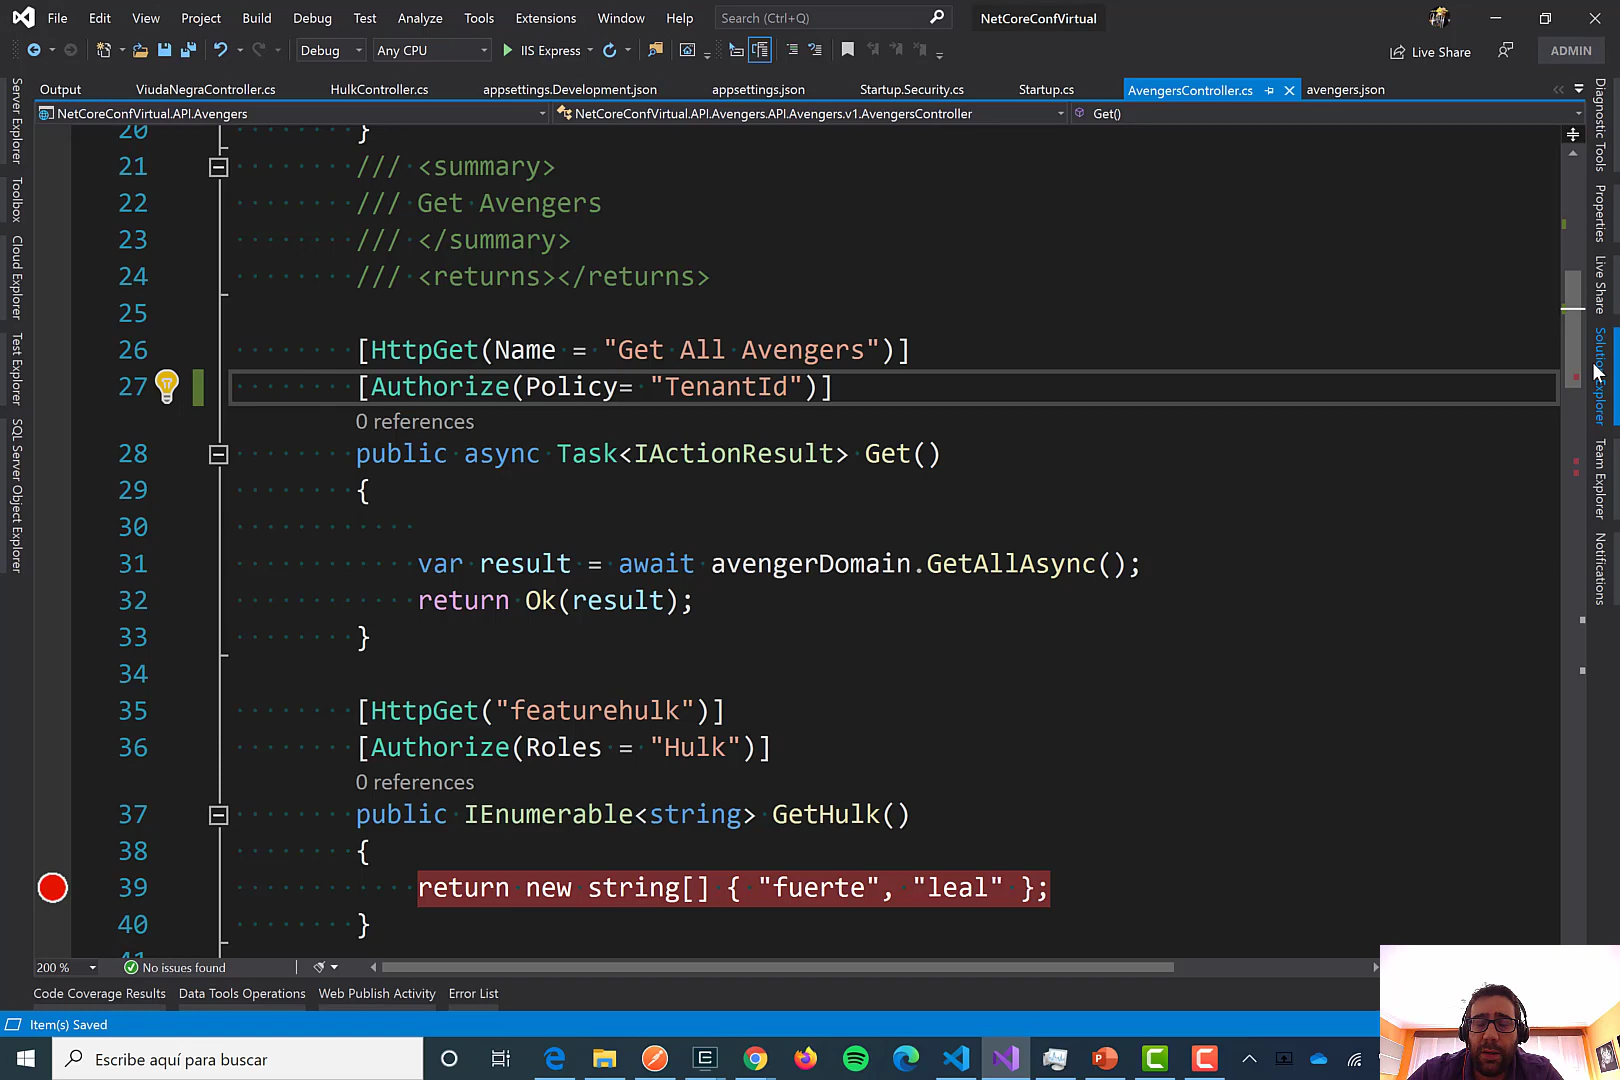 File Edit View Project Build Debug Test Analyze Tools Extensions Window Help Search (Ctrl+Q) NetCoreConfVirtual
Debug Any CPU IIS Express Live Share ADMIN
Output ViudaNegraController.cs HulkController.cs appsettings.Development.json appsettings.json Startup.Security.cs Startup.cs AvengersController.cs avengers.json
NetCoreConfVirtual.API.Avengers NetCoreConfVirtual.API.Avengers.API.Avengers.v1.AvengersController Get()
Server Explorer
Toolbox
Cloud Explorer
Test Explorer
SQL Server Object Explorer
20 }
21 /// <summary>
22 /// Get Avengers
23 /// </summary>
24 /// <returns></returns>
25
26 [HttpGet(Name = "Get All Avengers")]
27 [Authorize(Policy= "TenantId")]
0 references
28 public async Task<IActionResult> Get()
29 {
30
31 var result = await avengerDomain.GetAllAsync();
32 return Ok(result);
33 }
34
35 [HttpGet("featurehulk")]
36 [Authorize(Roles = "Hulk")]
0 references
37 public IEnumerable<string> GetHulk()
38 {
39 return new string[] { "fuerte", "leal" };
40 }
41
Diagnostic Tools
Properties
Live Share
Solution Explorer
Team Explorer
Notifications
200 % No issues found
Code Coverage Results Data Tools Operations Web Publish Activity Error List
Item(s) Saved
Escribe aquí para buscar